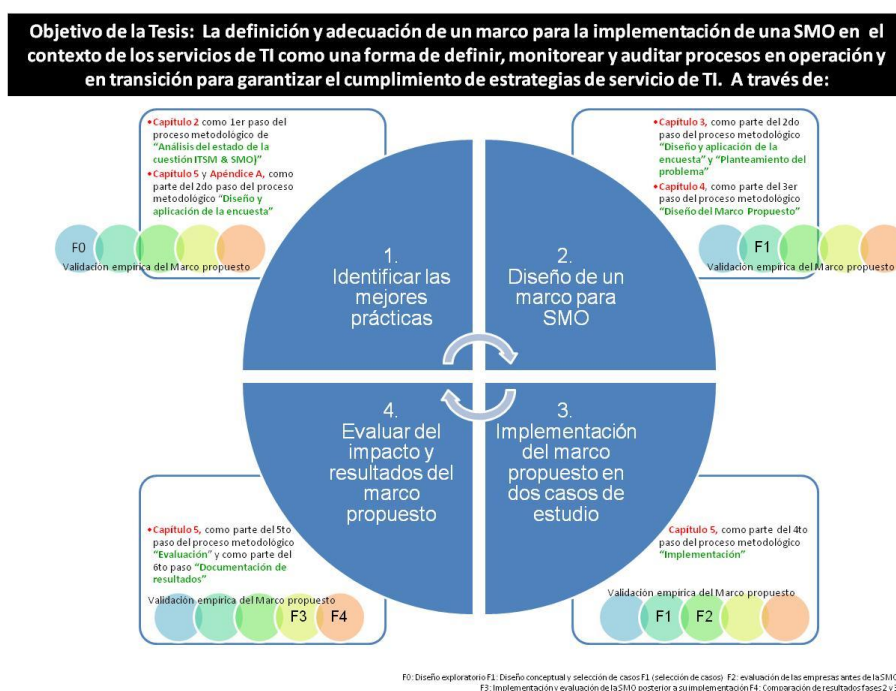 Objetivo de la Tesis: La definición y adecuación de un marco para la implementación de una SMO en el
contexto de los servicios de TI como una forma de definir, monitorear y auditar procesos en operación y
en transición para garantizar el cumplimiento de estrategias de servicio de TI. A través de:
•Capítulo 2 como 1er paso del
proceso metodológico de
"Análisis del estado de la
cuestión ITSM & SMO)"
•Capítulo 5 y Apéndice A, como
parte del 2do paso del proceso
metodológico "Diseño y
aplicación de la encuesta"
F0
Validación empírica del Marco propuesto
•Capítulo 3, como parte del 2do
paso del proceso metodológico
"Diseño y aplicación de la
encuesta" y "Planteamiento del
problema"
•Capítulo 4, como parte del 3er
paso del proceso metodológico
"Diseño del Marco Propuesto"
F1
Validación empírica del Marco propuesto
1.
Identificar las
mejores
prácticas
2.
Diseño de un
marco para
SMO
4.
Evaluar del
impacto y
resultados del
marco
propuesto
3.
Implementación
del marco
propuesto en
dos casos de
estudio
•Capítulo 5, como parte del 5to
paso del proceso metodológico
"Evaluación" y como parte del
6to paso "Documentación de
resultados"
Validación empírica del Marco propuesto
F3 F4
Capítulo 5, como parte del 4to
paso del proceso metodológico
"Implementación"
Validación empírica del Marco propuesto
F1 F2
F0: Diseño exploratorio F1: Diseño conceptual y selección de casos F1 (selección de casos) F2: evaluación de las empresas antes de la SMO
F3: Implementación y evaluación de la SMO posterior a su implementación F4: Comparación de resultados fases 2 y 3